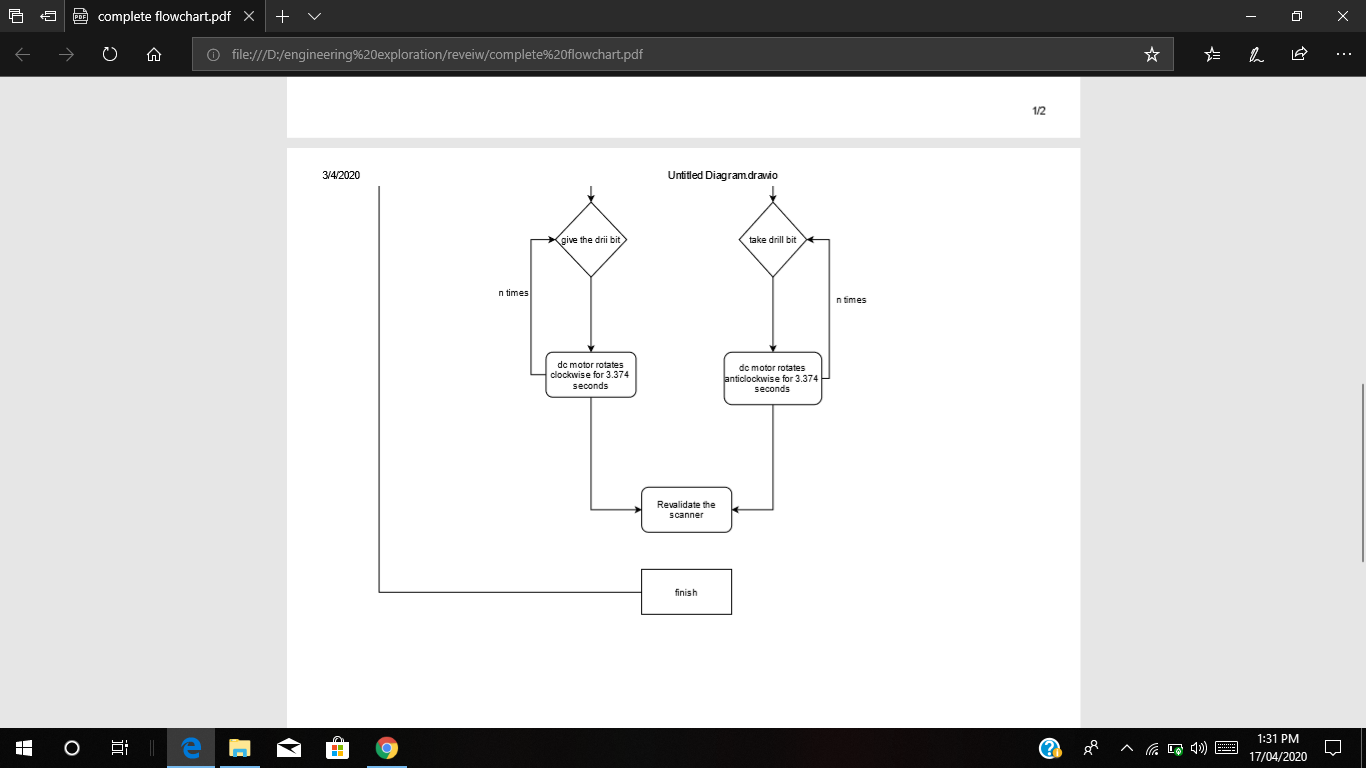 complete flowchart.pdf
file:///D:/engineering%20exploration/reveiw/complete%20flowchart.pdf
1/2
3/4/2020
Untitled Diagram.drawio
give the drii bit
take drill bit
n times
n times
dc motor rotates
clockwise for 3.374
seconds
dc motor rotates
anticlockwise for 3.374
seconds
Revalidate the
scanner
finish
1:31 PM
17/04/2020